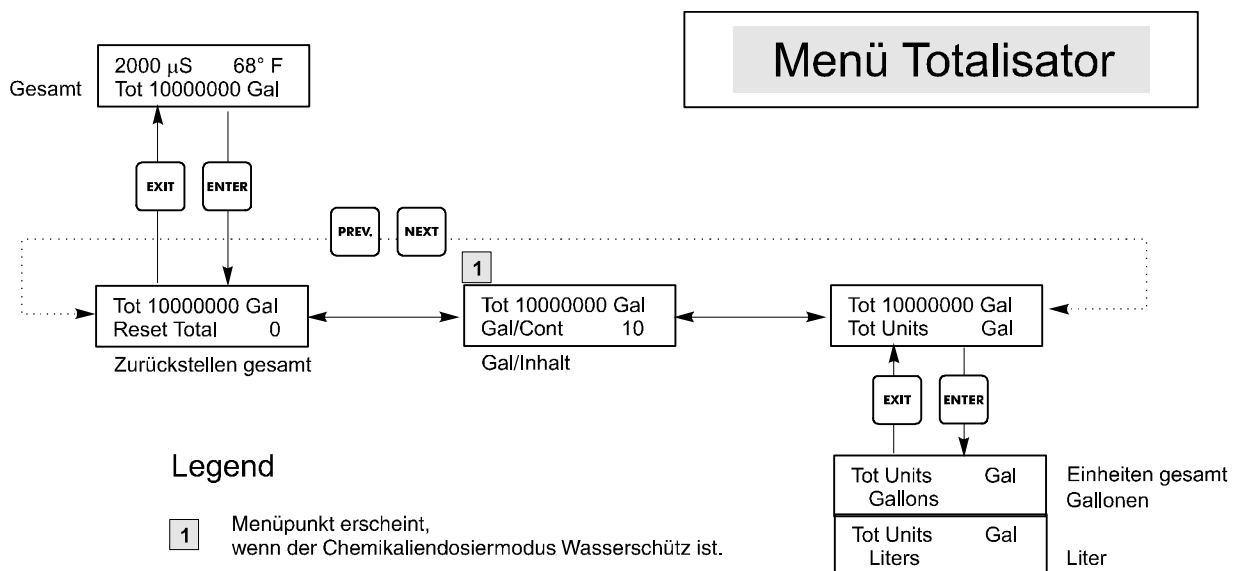 Menü Totalisator
2000 µS 68° F
Gesamt Tot 10000000 Gal
EXIT ENTER
PREV. NEXT
1
Tot 10000000 Gal
Reset Total 0
Zurückstellen gesamt
Tot 10000000 Gal
Gal/Cont 10
Gal/Inhalt
Tot 10000000 Gal
Tot Units Gal
EXIT ENTER
Tot Units Gal Einheiten gesamt
Gallons Gallonen
Tot Units Gal
Liters Liter
Legend
1 Menüpunkt erscheint,
wenn der Chemikaliendosiermodus Wasserschütz ist.